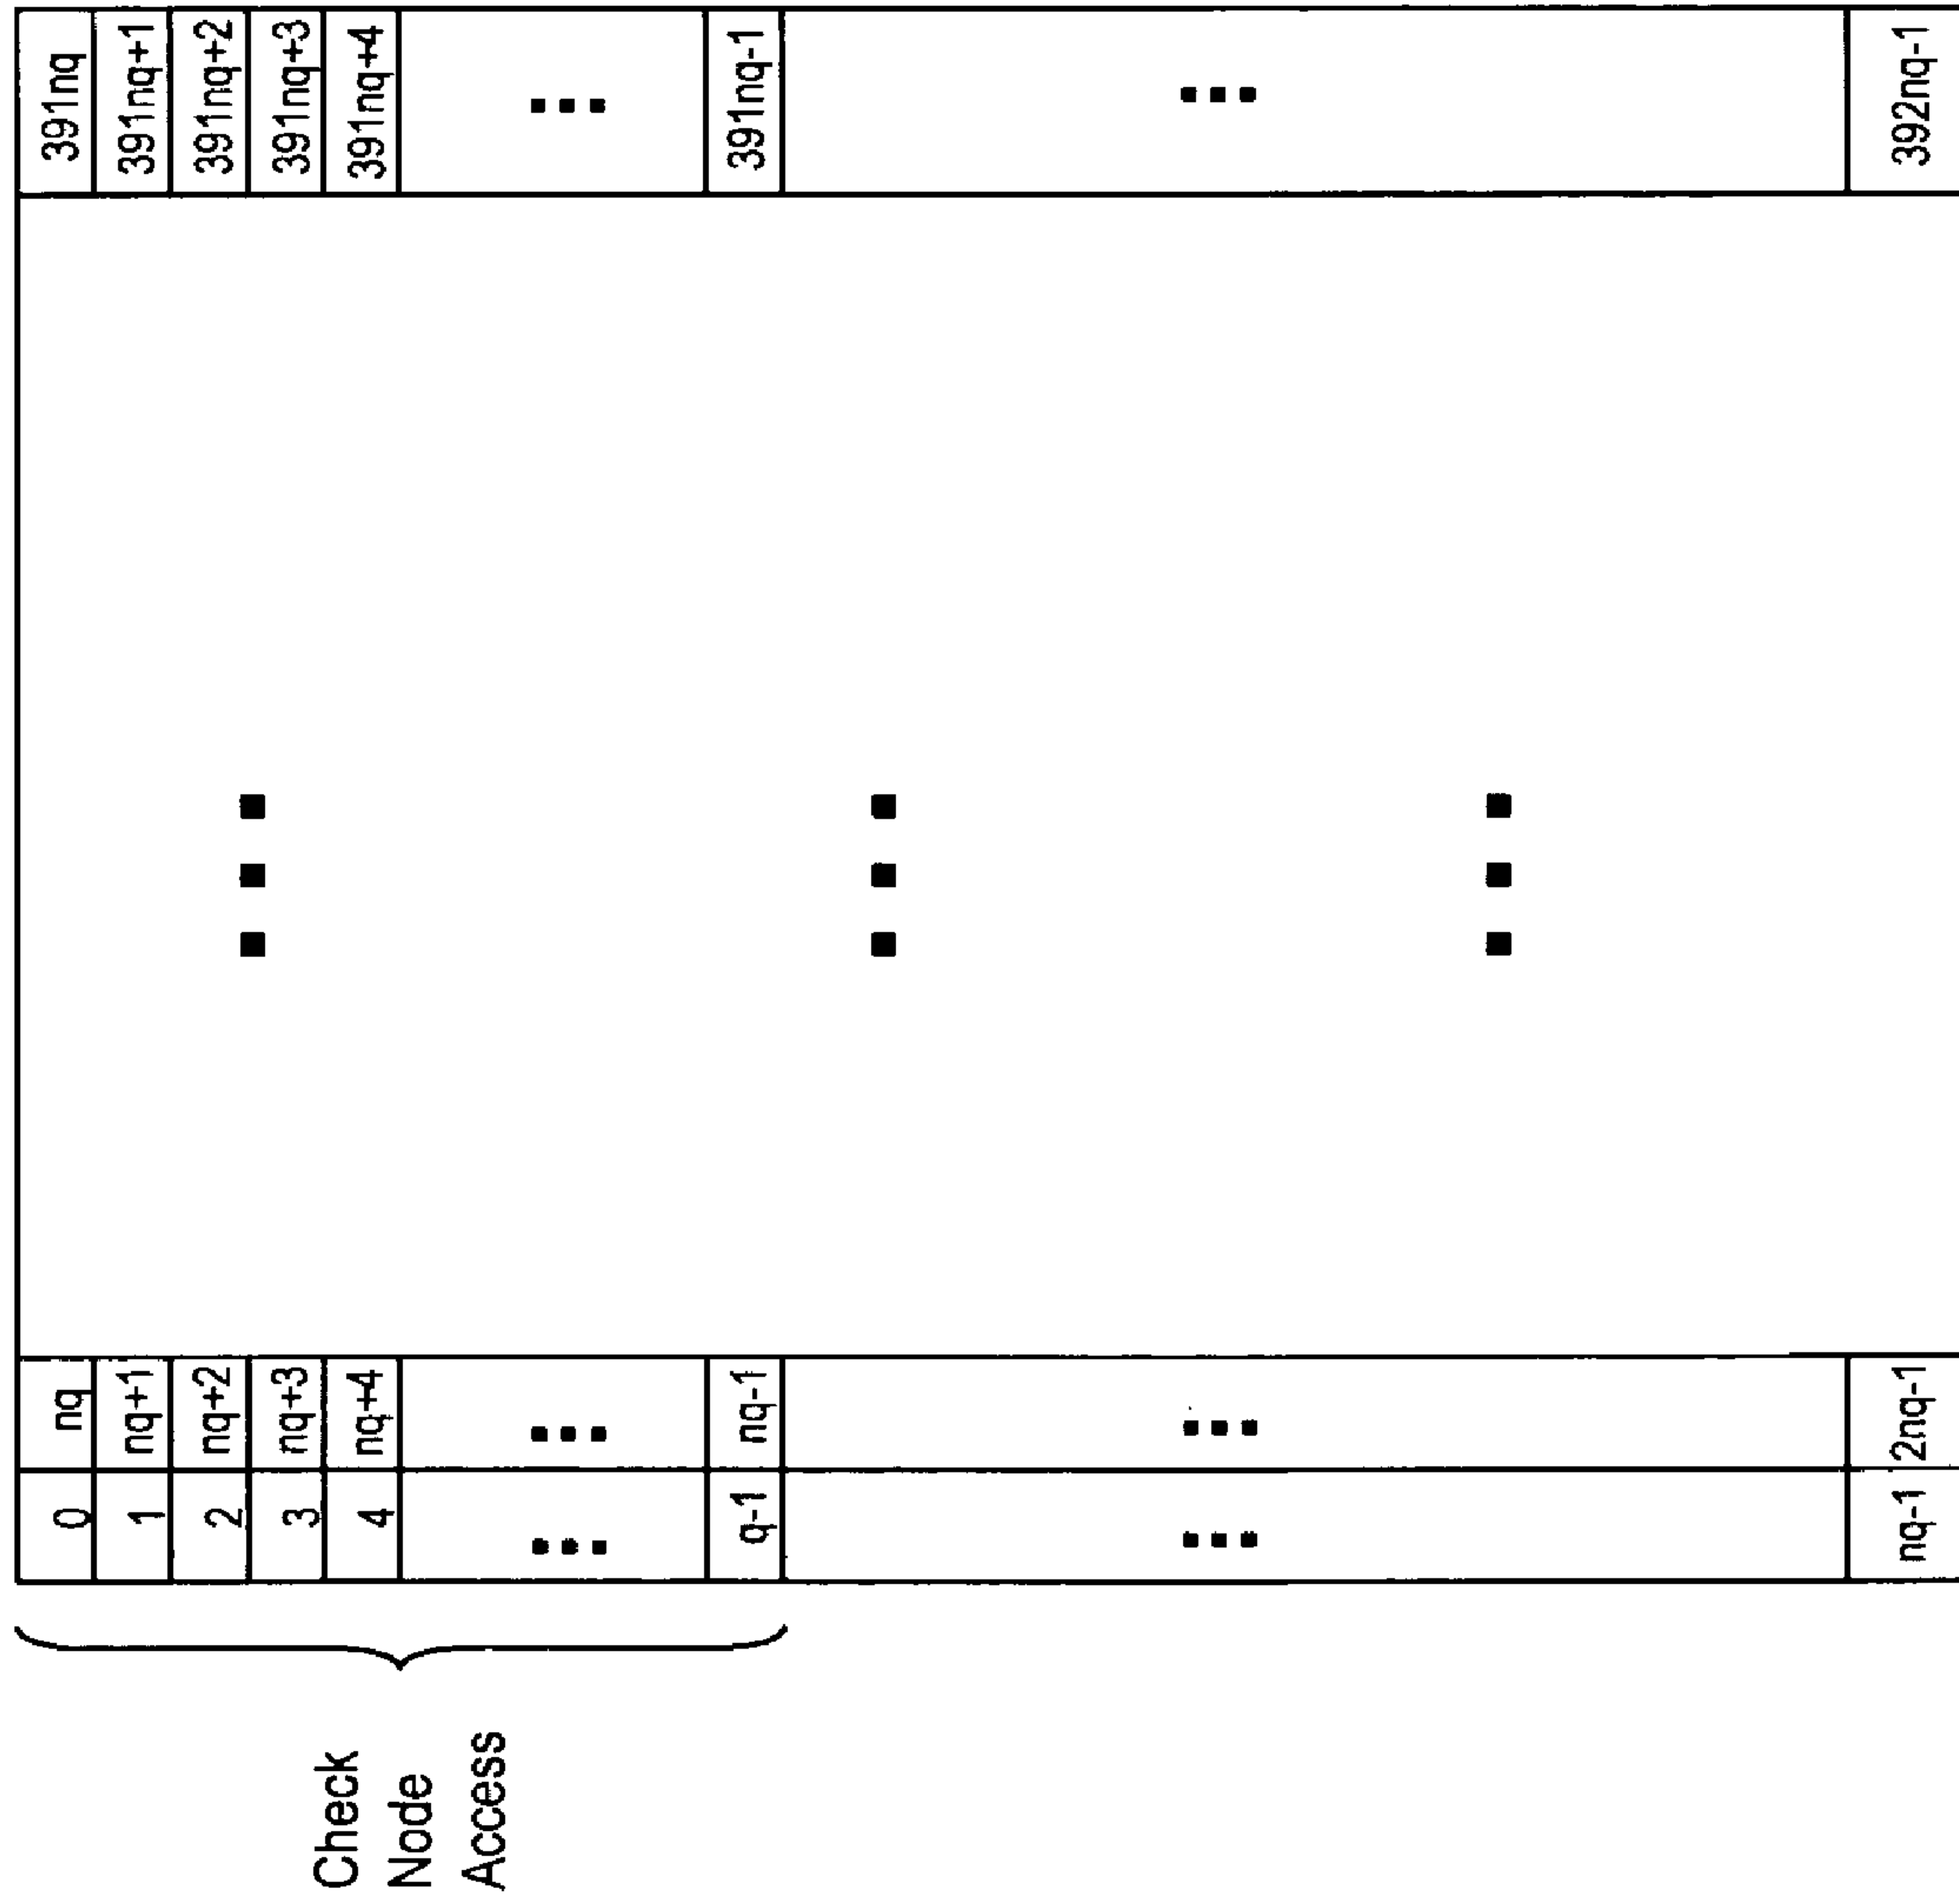 Check
Node
Access
0 nq 391nq
1 nq+1 391nq+1
2 nq+2 391nq+2
3 nq+3 391nq+3
4 nq+4 391nq+4
... ... ...
q-1 nq-1 391nq-1
... ... ...
nq-1 2nq-1 392nq-1